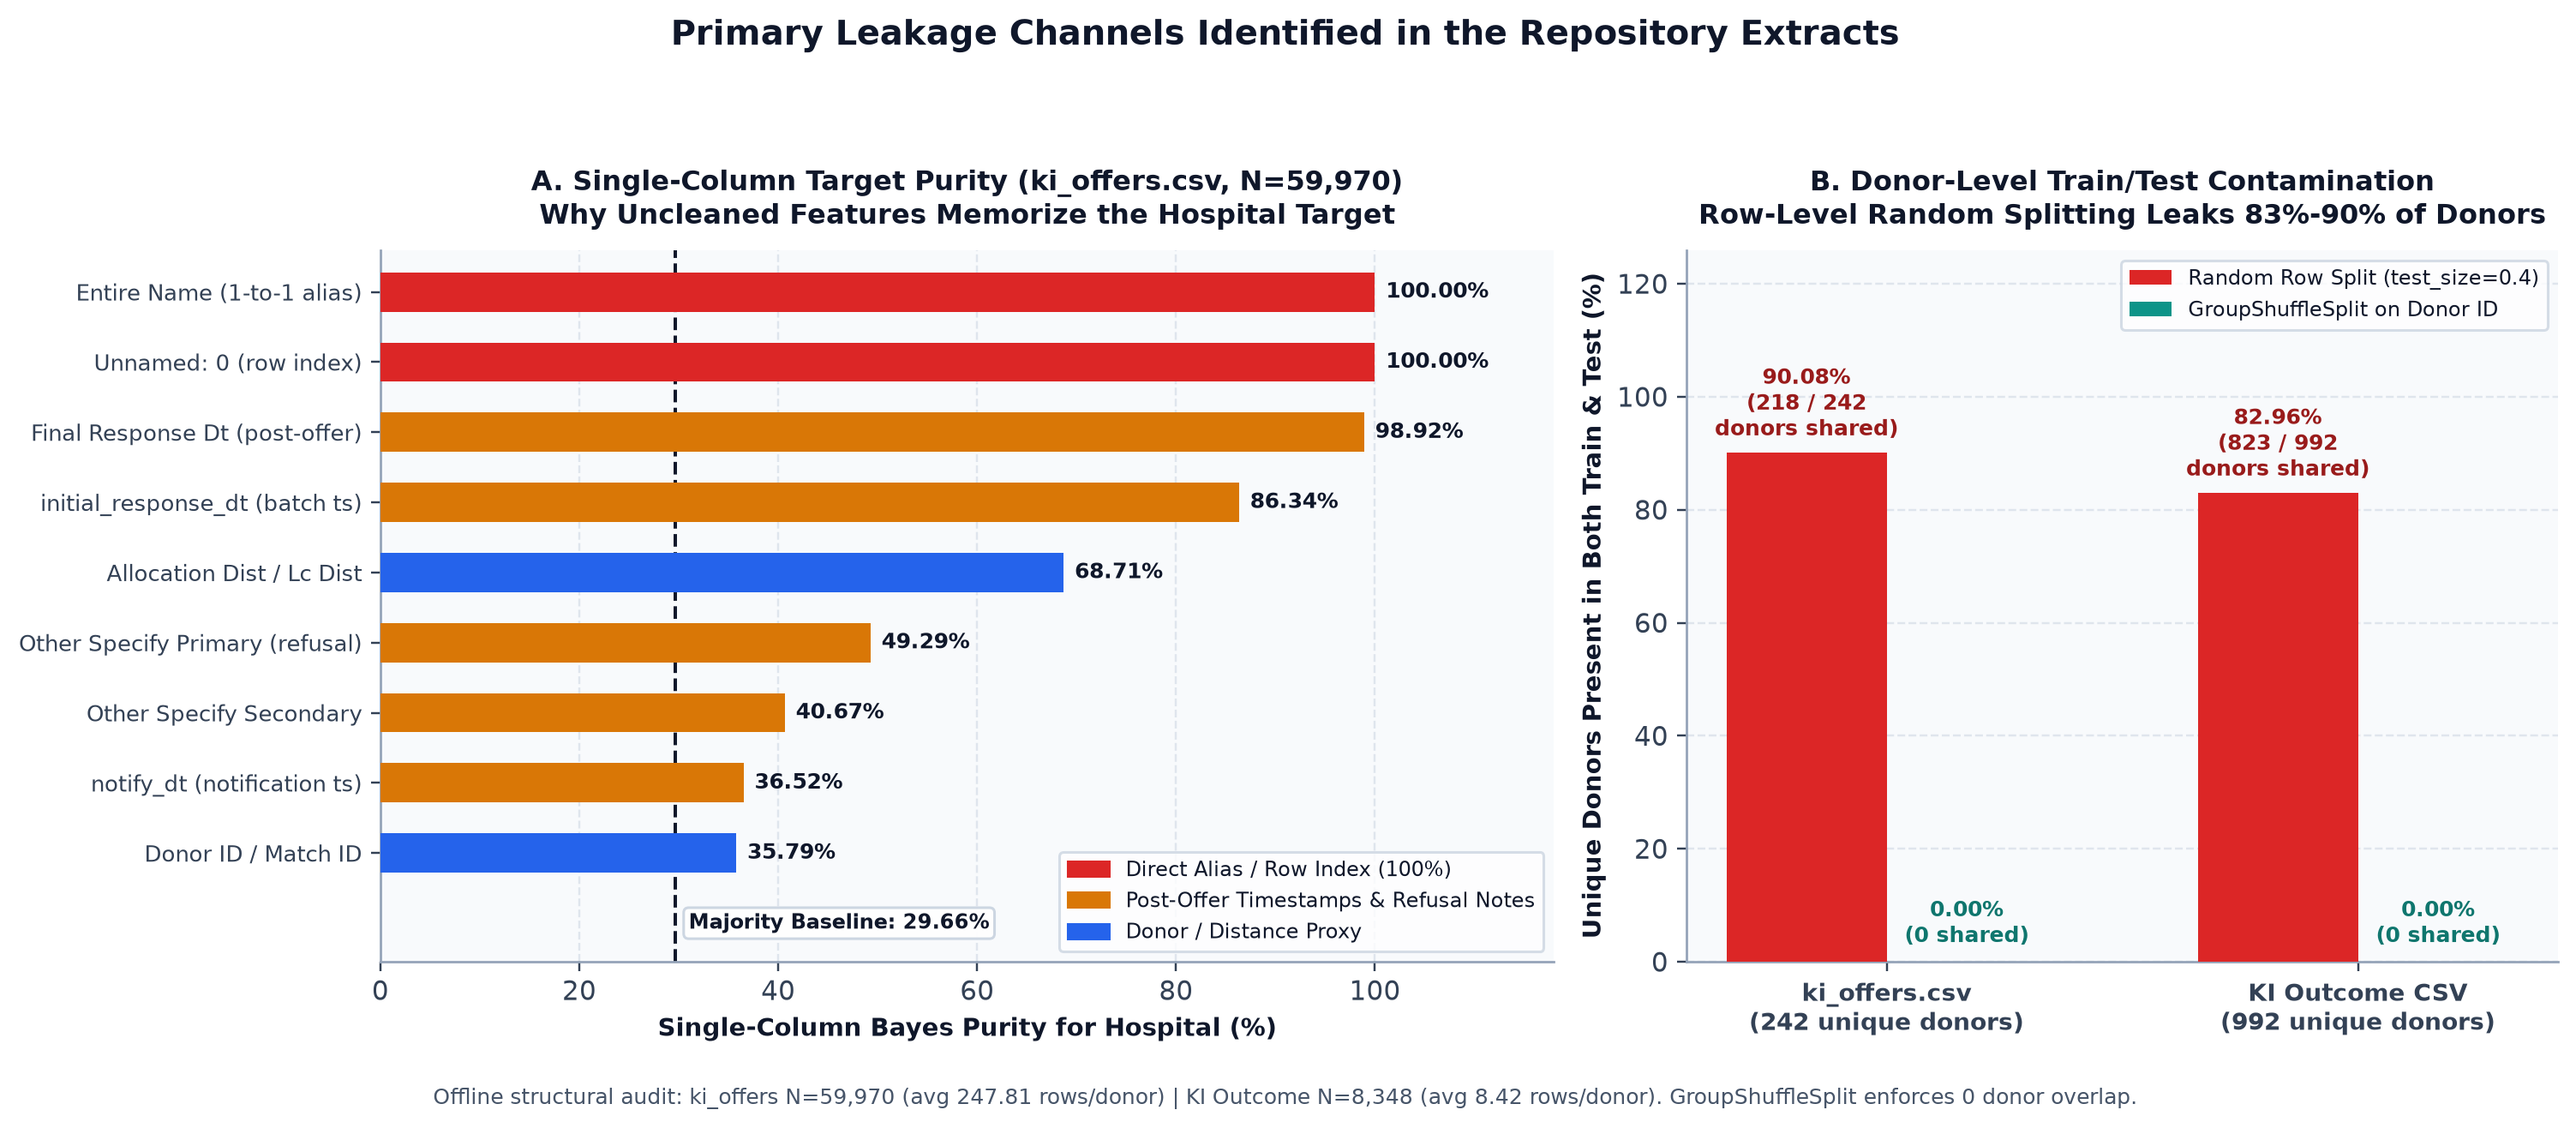 Primary Leakage Channels Identified in the Repository Extracts
A. Single-Column Target Purity (ki_offers.csv, N=59,970)
Why Uncleaned Features Memorize the Hospital Target
Entire Name (1-to-1 alias)
100.00%
Unnamed: 0 (row index)
100.00%
Final Response Dt (post-offer)
98.92%
initial_response_dt (batch ts)
86.34%
Allocation Dist / Lc Dist
68.71%
Other Specify Primary (refusal)
49.29%
Other Specify Secondary
40.67%
notify_dt (notification ts)
36.52%
Donor ID / Match ID
35.79%
Majority Baseline: 29.66%
Direct Alias / Row Index (100%)
Post-Offer Timestamps & Refusal Notes
Donor / Distance Proxy
0 20 40 60 80 100
Single-Column Bayes Purity for Hospital (%)
B. Donor-Level Train/Test Contamination
Row-Level Random Splitting Leaks 83%-90% of Donors
Unique Donors Present in Both Train & Test (%)
120
100
80
60
40
20
0
Random Row Split (test_size=0.4)
GroupShuffleSplit on Donor ID
90.08%
(218 / 242
donors shared)
0.00%
(0 shared)
82.96%
(823 / 992
donors shared)
0.00%
(0 shared)
ki_offers.csv
(242 unique donors)
KI Outcome CSV
(992 unique donors)
Offline structural audit: ki_offers N=59,970 (avg 247.81 rows/donor) | KI Outcome N=8,348 (avg 8.42 rows/donor). GroupShuffleSplit enforces 0 donor overlap.